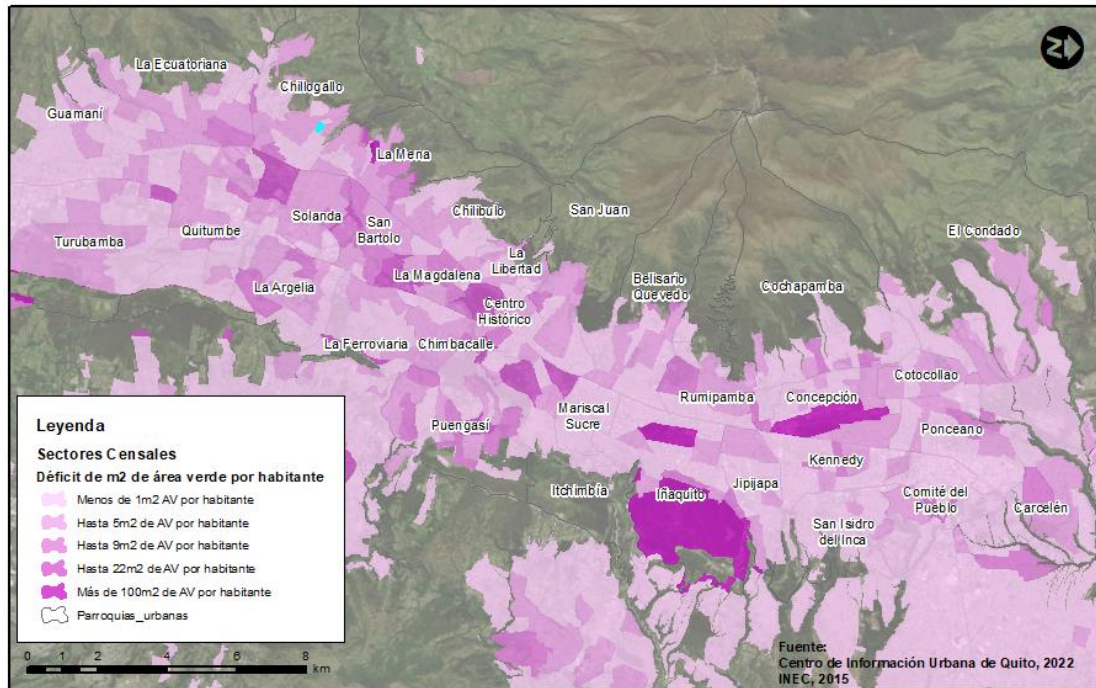 N
La Ecuatoriana
Chillogallo
Guamaní
La Mena
Chilibulo
San Juan
El Condado
Solanda
San
Bartolo
Turubamba
Quitumbe
La
Libertad
La Magdalena
Belisario
Quevedo
Cochapamba
La Argelia
Centro
Histórico
La Ferroviaria
Chimbacalle
Cotocollao
Rumipamba
Concepción
Mariscal
Sucre
Puengasí
Ponceano
Kennedy
Jipijapa
Itchimbía
Iñaquito
Comité del
Pueblo
Carcelén
San Isidro
del Inca
Leyenda
Sectores Censales
Déficit de m2 de área verde por habitante
Menos de 1m2 AV por habitante
Hasta 5m2 de AV por habitante
Hasta 9m2 de AV por habitante
Hasta 22m2 de AV por habitante
Más de 100m2 de AV por habitante
Parroquias_urbanas
0 1 2 4 6 8
km
Fuente:
Centro de Información Urbana de Quito, 2022
INEC, 2015